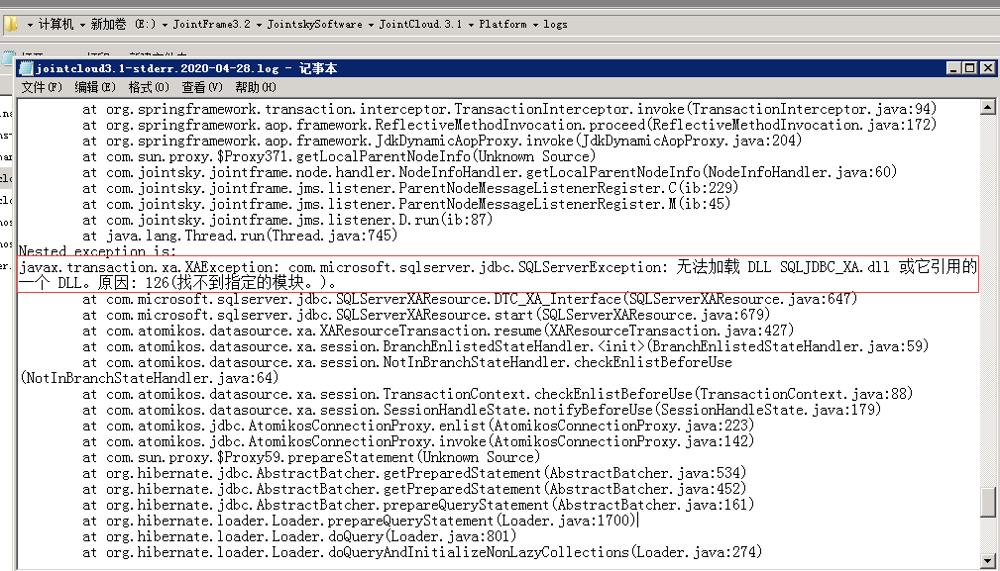 计算机 新加卷 (E:) JointFrame3.2 JointskySoftware JointCloud.3.1 Platform logs
jointcloud3.1-stderr.2020-04-28.log - 记事本
文件(F) 编辑(E) 格式(O) 查看(V) 帮助(H)
at org.springframework.transaction.interceptor.TransactionInterceptor.invoke(TransactionInterceptor.java:94)
at org.springframework.aop.framework.ReflectiveMethodInvocation.proceed(ReflectiveMethodInvocation.java:172)
at org.springframework.aop.framework.JdkDynamicAopProxy.invoke(JdkDynamicAopProxy.java:204)
at com.sun.proxy.$Proxy371.getLocalParentNodeInfo(Unknown Source)
at com.jointsky.jointframe.node.handler.NodeInfoHandler.getLocalParentNodeInfo(NodeInfoHandler.java:60)
at com.jointsky.jointframe.jms.listener.ParentNodeMessageListenerRegister.C(ib:229)
at com.jointsky.jointframe.jms.listener.ParentNodeMessageListenerRegister.M(ib:45)
at com.jointsky.jointframe.jms.listener.D.run(ib:87)
at java.lang.Thread.run(Thread.java:745)
Nested exception is:
javax.transaction.xa.XAException: com.microsoft.sqlserver.jdbc.SQLServerException: 无法加载 DLL SQLJDBC_XA.dll 或它引用的
一个 DLL。原因: 126(找不到指定的模块。)。
at com.microsoft.sqlserver.jdbc.SQLServerXAResource.DTC_XA_Interface(SQLServerXAResource.java:647)
at com.microsoft.sqlserver.jdbc.SQLServerXAResource.start(SQLServerXAResource.java:679)
at com.atomikos.datasource.xa.XAResourceTransaction.resume(XAResourceTransaction.java:427)
at com.atomikos.datasource.xa.session.BranchEnlistedStateHandler.<init>(BranchEnlistedStateHandler.java:59)
at com.atomikos.datasource.xa.session.NotInBranchStateHandler.checkEnlistBeforeUse
(NotInBranchStateHandler.java:64)
at com.atomikos.datasource.xa.session.TransactionContext.checkEnlistBeforeUse(TransactionContext.java:88)
at com.atomikos.datasource.xa.session.SessionHandleState.notifyBeforeUse(SessionHandleState.java:179)
at com.atomikos.jdbc.AtomikosConnectionProxy.enlist(AtomikosConnectionProxy.java:223)
at com.atomikos.jdbc.AtomikosConnectionProxy.invoke(AtomikosConnectionProxy.java:142)
at com.sun.proxy.$Proxy59.prepareStatement(Unknown Source)
at org.hibernate.jdbc.AbstractBatcher.getPreparedStatement(AbstractBatcher.java:534)
at org.hibernate.jdbc.AbstractBatcher.getPreparedStatement(AbstractBatcher.java:452)
at org.hibernate.jdbc.AbstractBatcher.prepareQueryStatement(AbstractBatcher.java:161)
at org.hibernate.loader.Loader.prepareQueryStatement(Loader.java:1700)
at org.hibernate.loader.Loader.doQuery(Loader.java:801)
at org.hibernate.loader.Loader.doQueryAndInitializeNonLazyCollections(Loader.java:274)